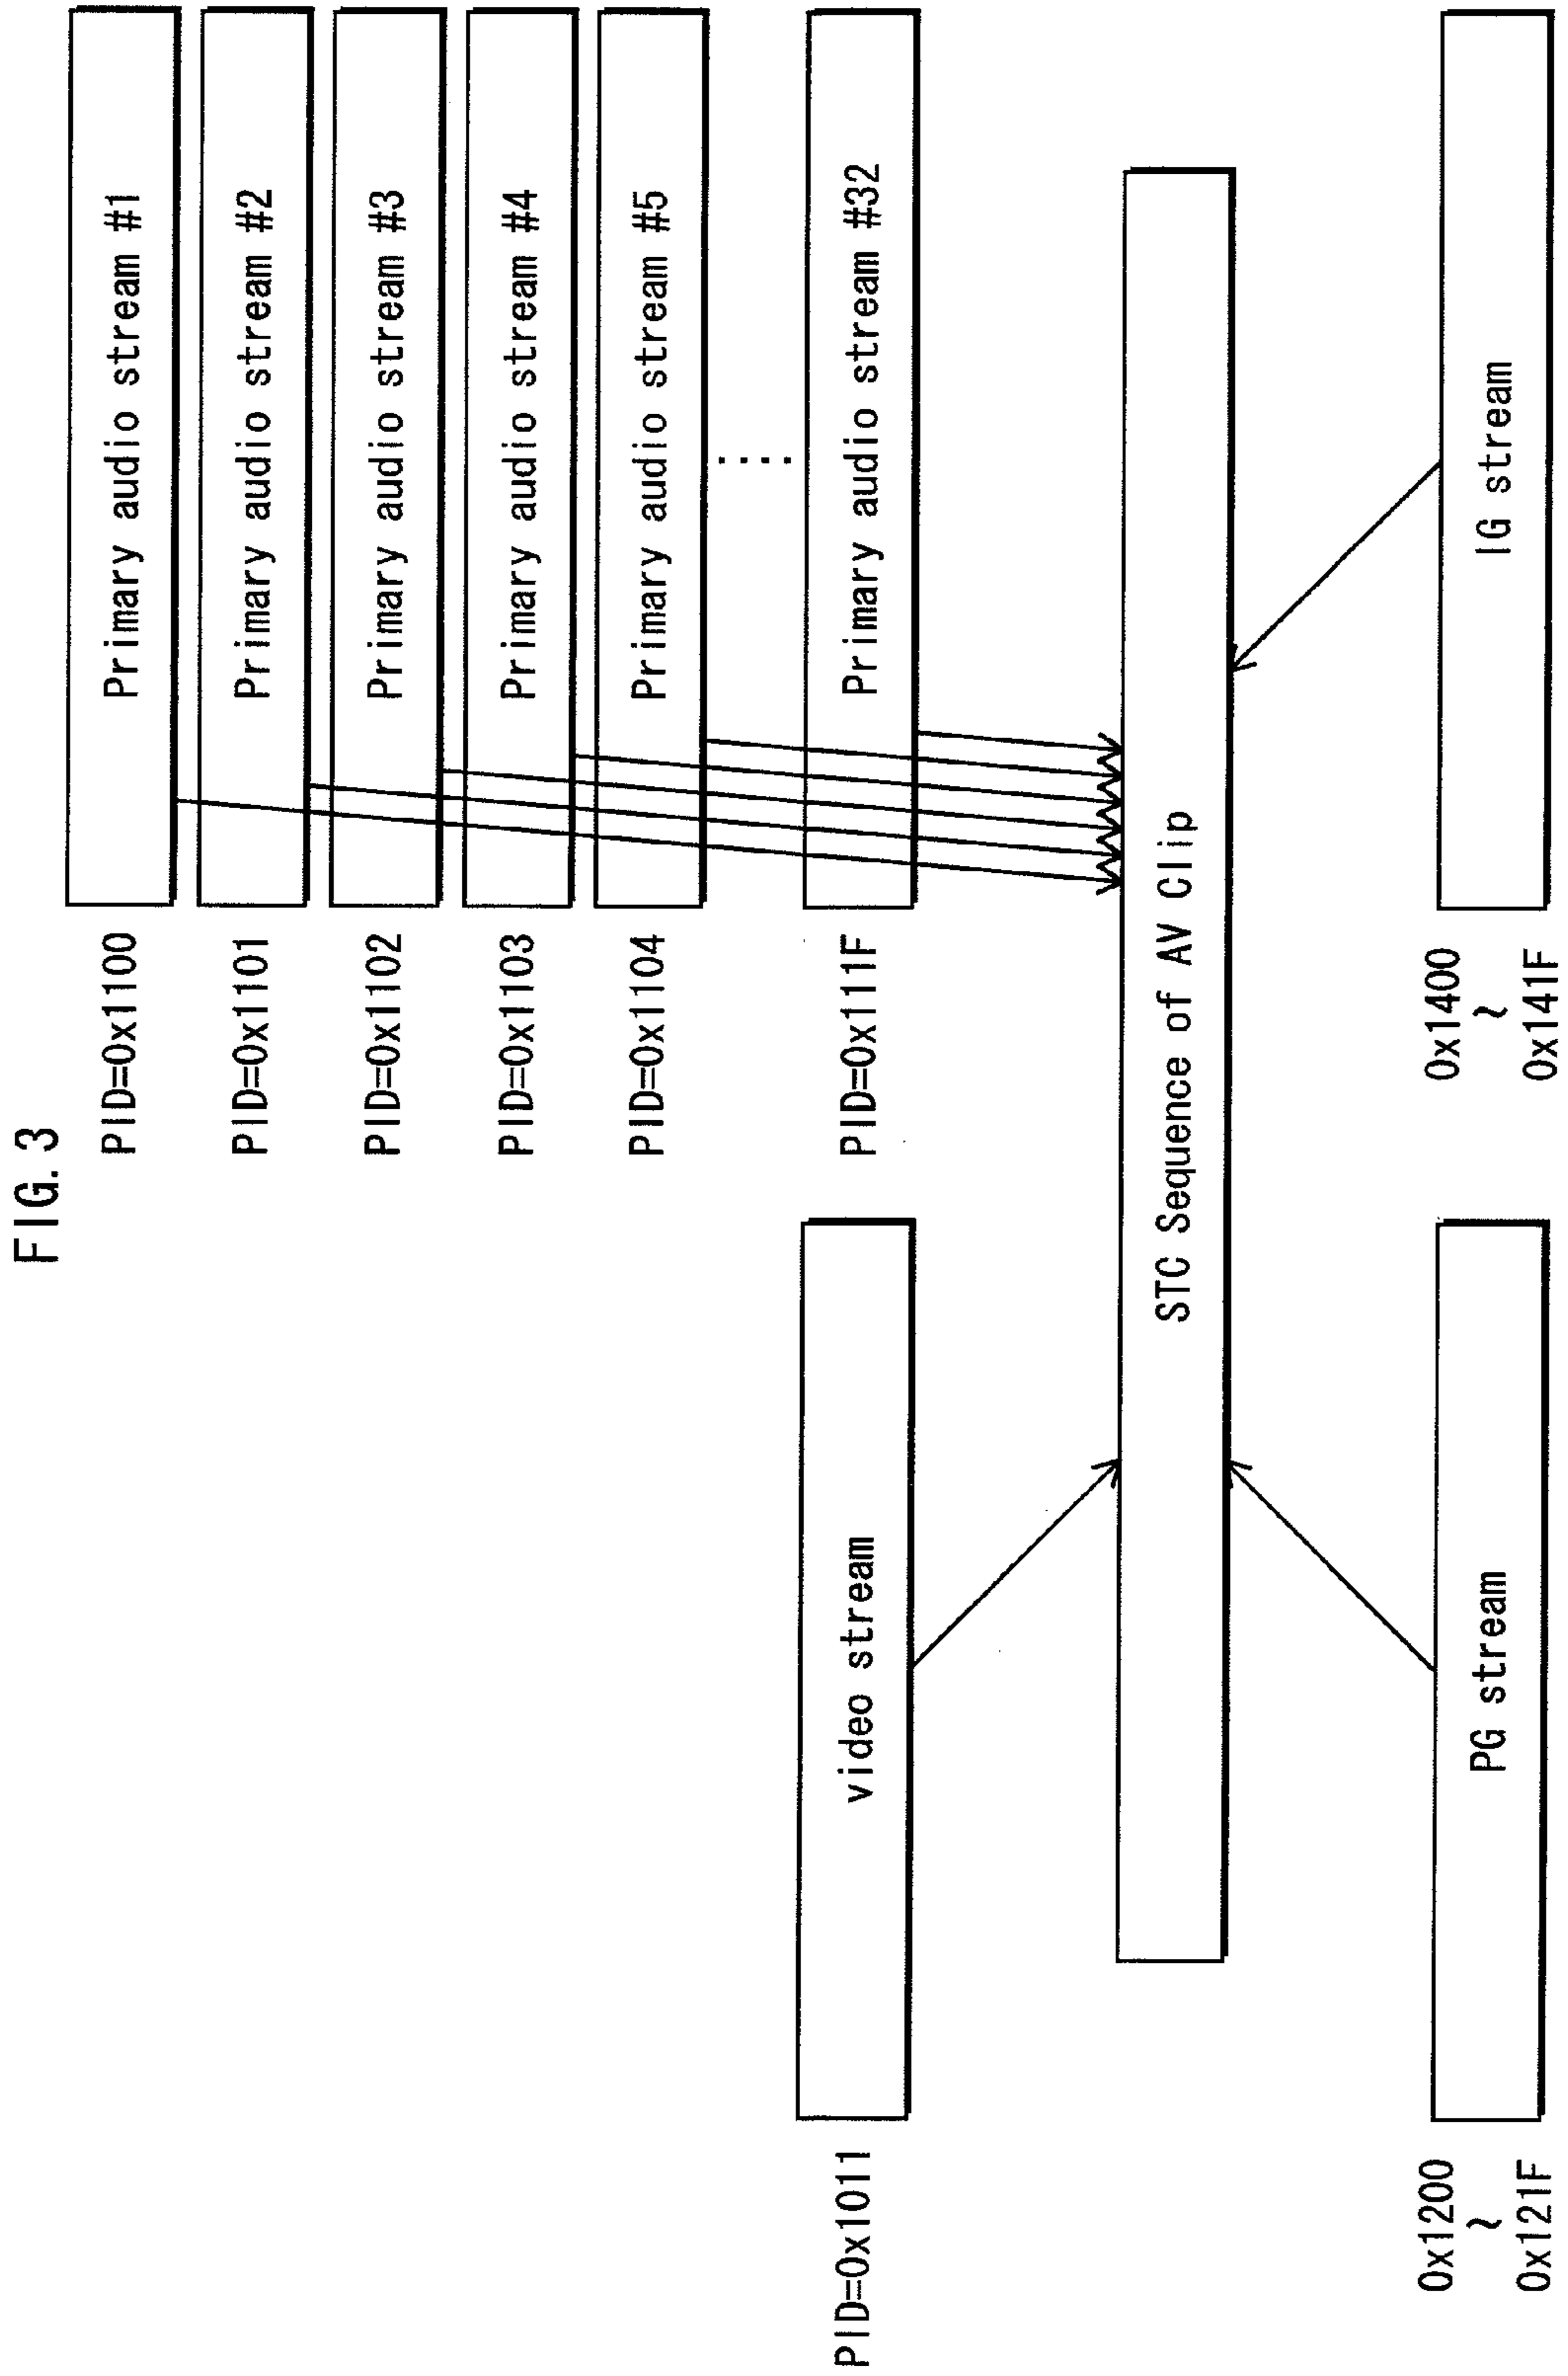 FIG. 3
PID=0x1100
Primary audio stream #1
PID=0x1101
Primary audio stream #2
PID=0x1102
Primary audio stream #3
PID=0x1103
Primary audio stream #4
PID=0x1104
Primary audio stream #5
....
PID=0x1011
video stream
PID=0x111F
Primary audio stream #32
STC Sequence of AV Clip
0x1200
~
0x121F
PG stream
0x1400
~
0x141F
IG stream